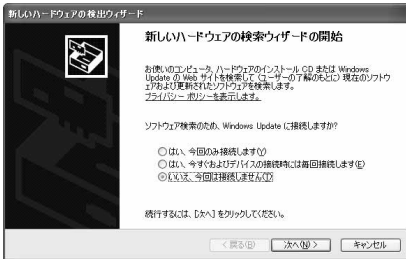 新しいハードウェアの検出ウィザード
新しいハードウェアの検索ウィザードの開始
お使いのコンピュータ、ハードウェアのインストール CD または Windows
Update の Web サイトを検索して (ユーザーの了解のもとに) 現在のソフトウ
ェアおよび更新されたソフトウェアを検索します。
プライバシー ポリシーを表示します。
ソフトウェア検索のため、Windows Update に接続しますか?
はい、今回のみ接続します(Y)
はい、今すぐおよびデバイスの接続時には毎回接続します(E)
いいえ、今回は接続しません(T)
続行するには、[次へ] をクリックしてください。
< 戻る(B) 次へ(N) > キャンセル